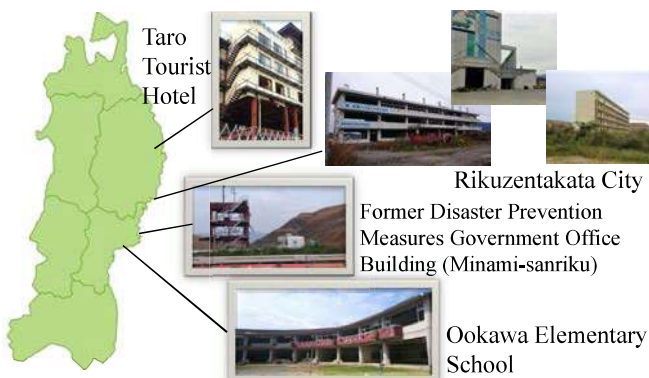 Taro
Tourist
Hotel
Rikuzentakata City
Former Disaster Prevention
Measures Government Office
Building (Minami-sanriku)
Ookawa Elementary
School